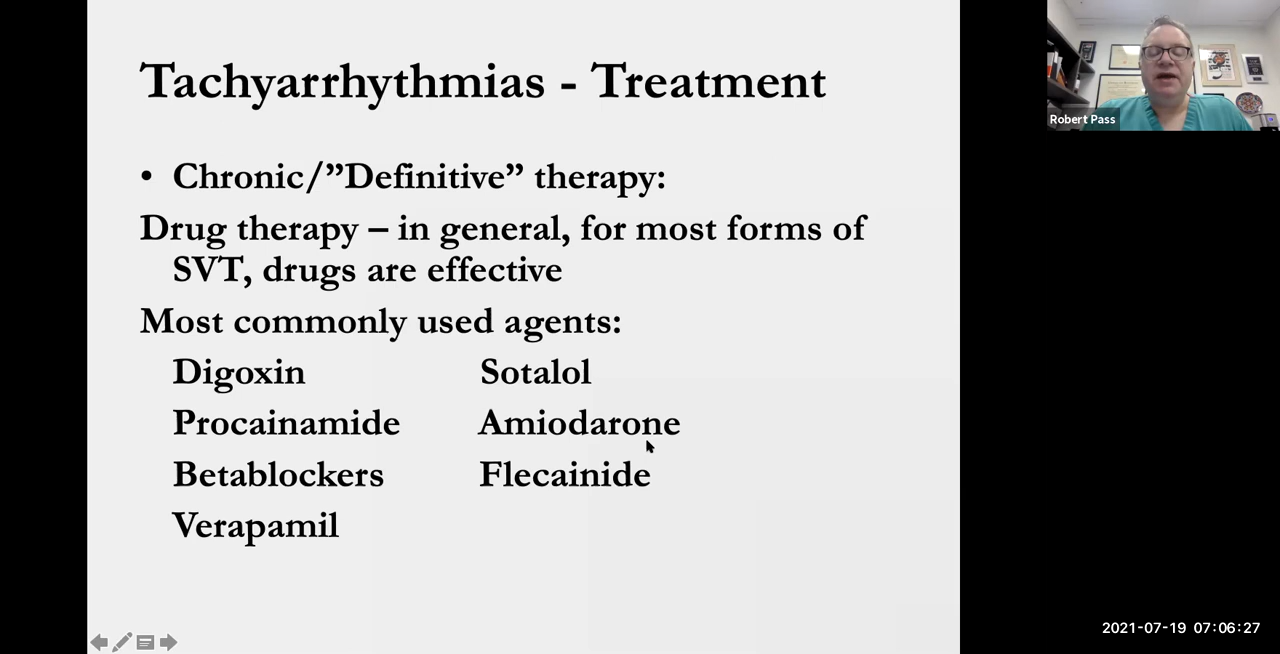 Tachyarrhythmias - Treatment
• Chronic/”Definitive” therapy:
Drug therapy – in general, for most forms of
SVT, drugs are effective
Most commonly used agents:
Digoxin Sotalol
Procainamide Amiodarone
Betablockers Flecainide
Verapamil
Robert Pass
2021-07-19 07:06:27